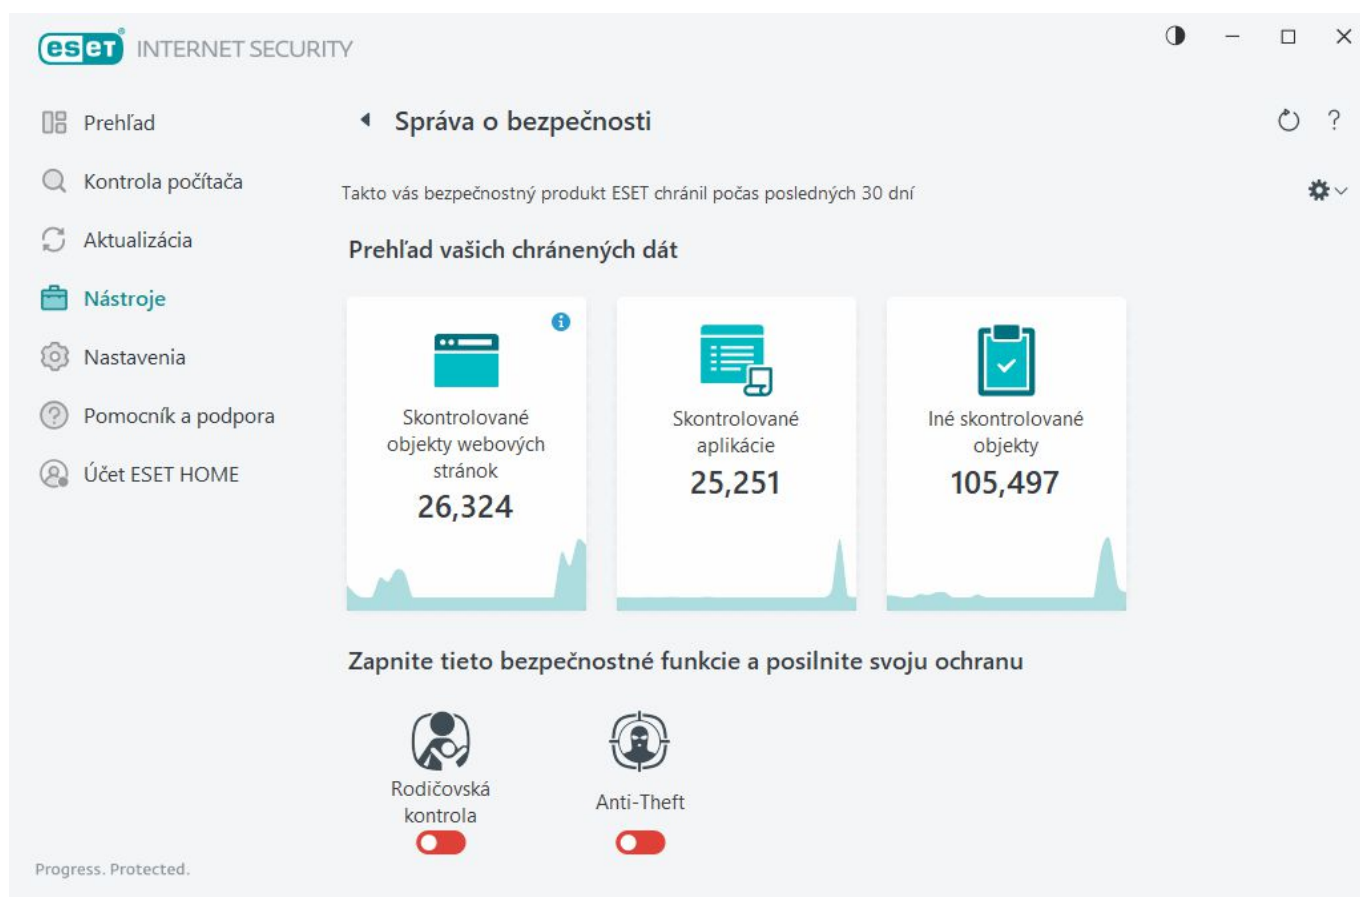 eset® INTERNET SECURITY
Prehľad
Kontrola počítača
Aktualizácia
Nástroje
Nastavenia
Pomocník a podpora
Účet ESET HOME
Správa o bezpečnosti
?
Takto vás bezpečnostný produkt ESET chránil počas posledných 30 dní
Prehľad vašich chránených dát
Skontrolované
objekty webových
stránok
26,324
Skontrolované
aplikácie
25,251
Iné skontrolované
objekty
105,497
Zapnite tieto bezpečnostné funkcie a posilnite svoju ochranu
Rodičovská
kontrola
Anti-Theft
Progress. Protected.